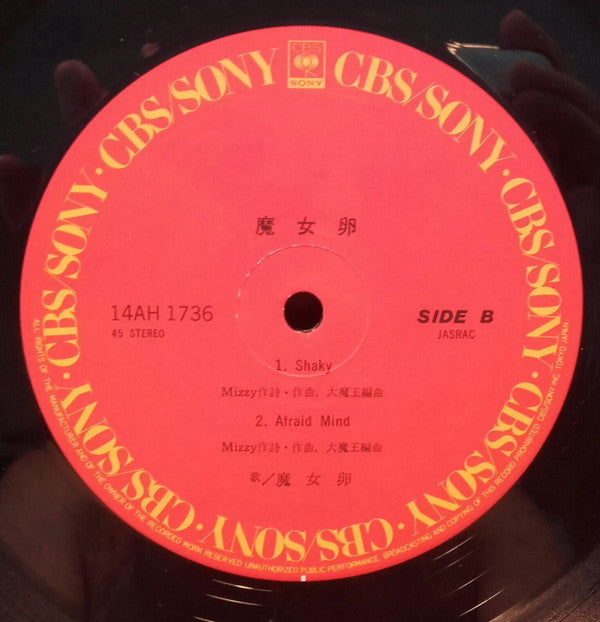 CBS/SONY · CBS/SONY · CBS/SONY · CBS/SONY · CBS/SONY · CBS/SONY · CBS/SONY · CBS/SONY
CBS
SONY
魔女卵
14AH 1736
SIDE B
45 STEREO
JASRAC
1. Shaky
Mizzy作詩・作曲, 大魔王編曲
2. Afraid Mind
Mizzy作詩・作曲, 大魔王編曲
歌／魔女卵
ALL RIGHTS OF THE MANUFACTURER AND OF THE OWNER OF THE RECORDED WORK RESERVED UNAUTHORIZED PUBLIC PERFORMANCE, BROADCASTING AND COPYING OF THIS RECORD PROHIBITED CBS/SONY INC. TOKYO JAPAN